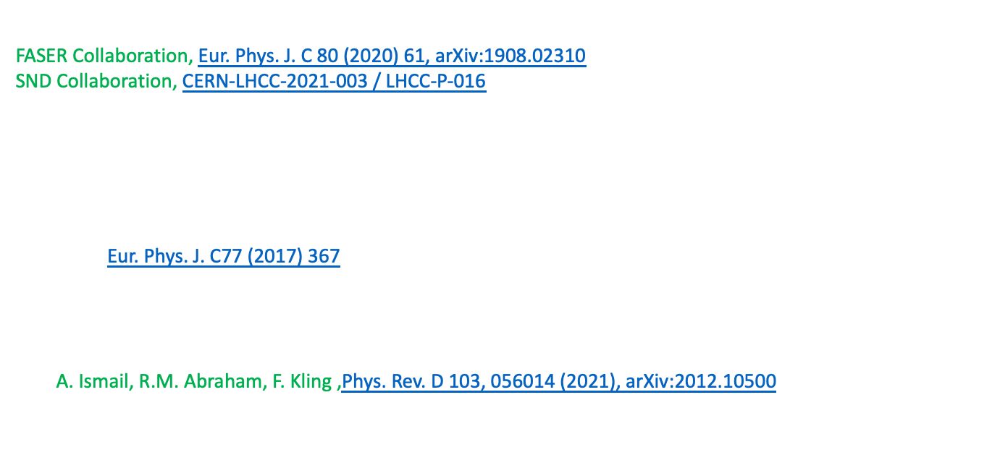 FASER Collaboration, Eur. Phys. J. C 80 (2020) 61, arXiv:1908.02310
SND Collaboration, CERN-LHCC-2021-003 / LHCC-P-016
Eur. Phys. J. C77 (2017) 367
A. Ismail, R.M. Abraham, F. Kling ,Phys. Rev. D 103, 056014 (2021), arXiv:2012.10500